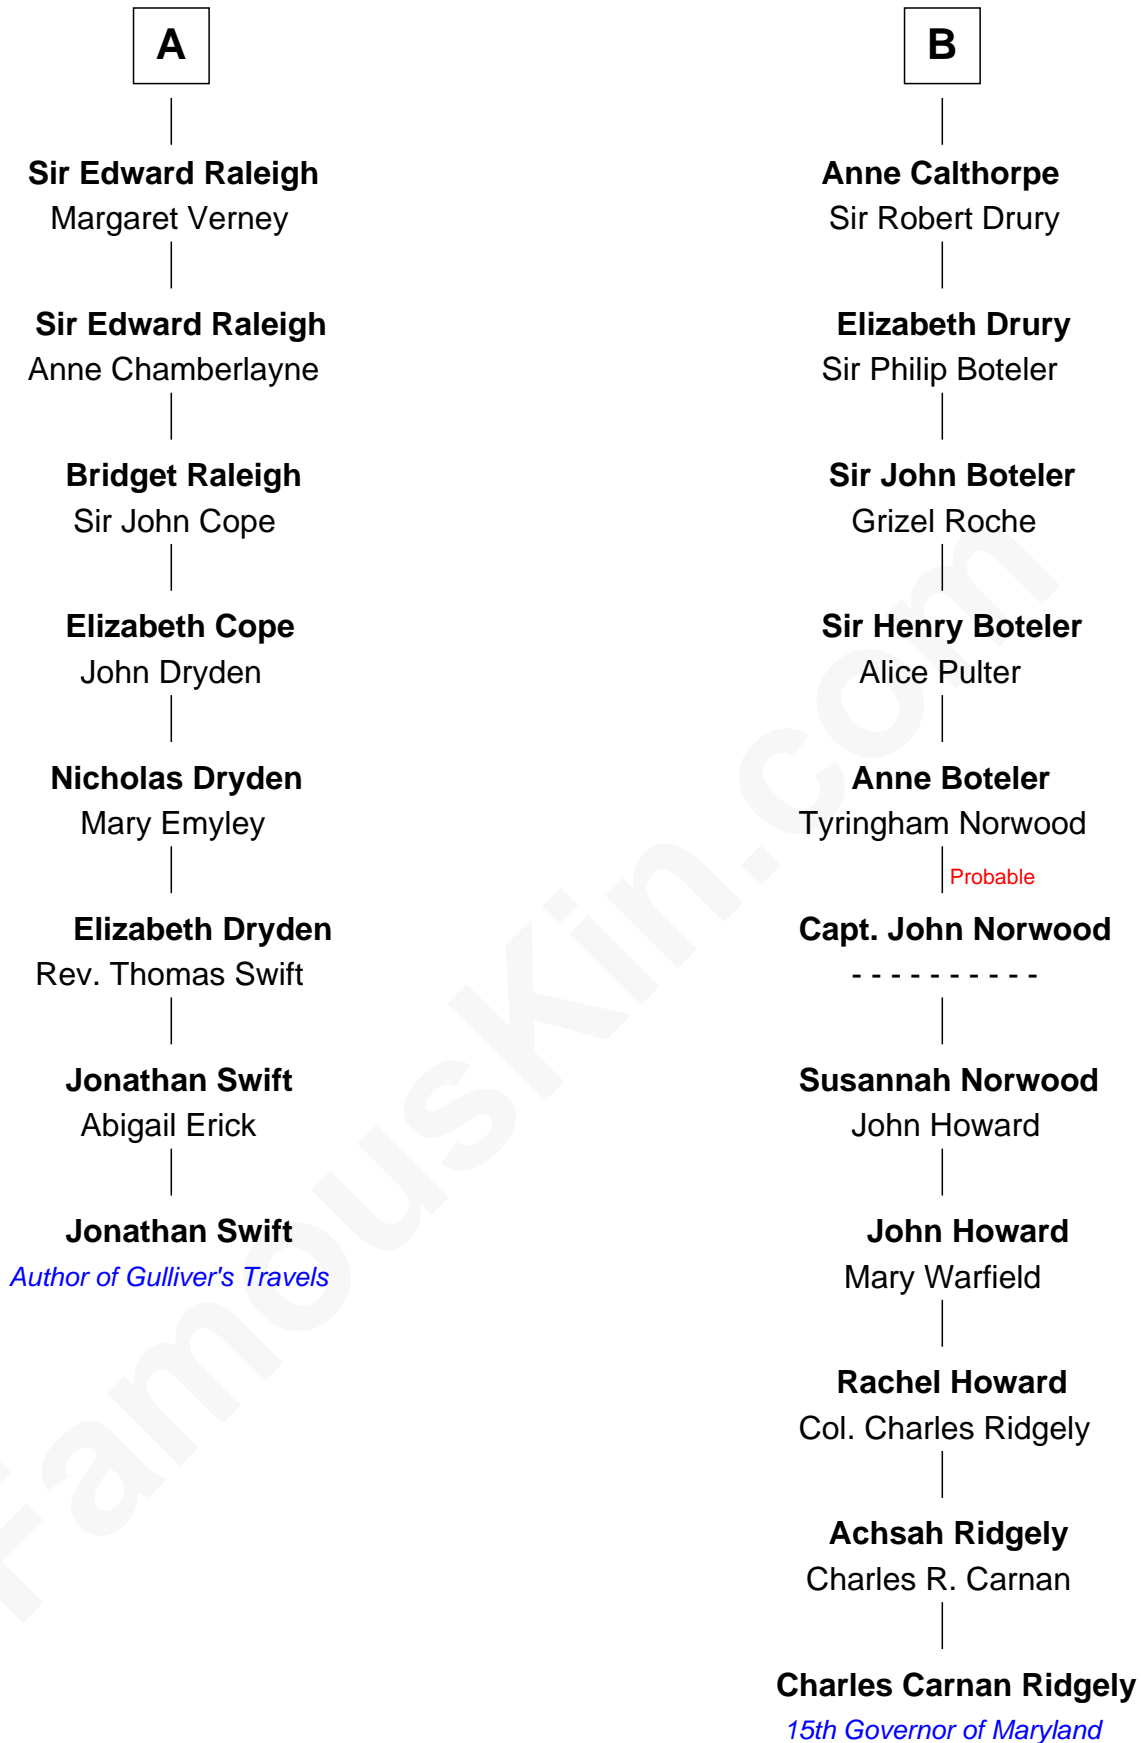 A
Sir Edward Raleigh
Margaret Verney
Sir Edward Raleigh
Anne Chamberlayne
Bridget Raleigh
Sir John Cope
Elizabeth Cope
John Dryden
Nicholas Dryden
Mary Emyley
Elizabeth Dryden
Rev. Thomas Swift
Jonathan Swift
Abigail Erick
Jonathan Swift
Author of Gulliver's Travels
B
Anne Calthorpe
Sir Robert Drury
Elizabeth Drury
Sir Philip Boteler
Sir John Boteler
Grizel Roche
Sir Henry Boteler
Alice Pulter
Anne Boteler
Tyringham Norwood
Probable
Capt. John Norwood
- - - - - - - - - -
Susannah Norwood
John Howard
John Howard
Mary Warfield
Rachel Howard
Col. Charles Ridgely
Achsah Ridgely
Charles R. Carnan
Charles Carnan Ridgely
15th Governor of Maryland
FamousKin.com